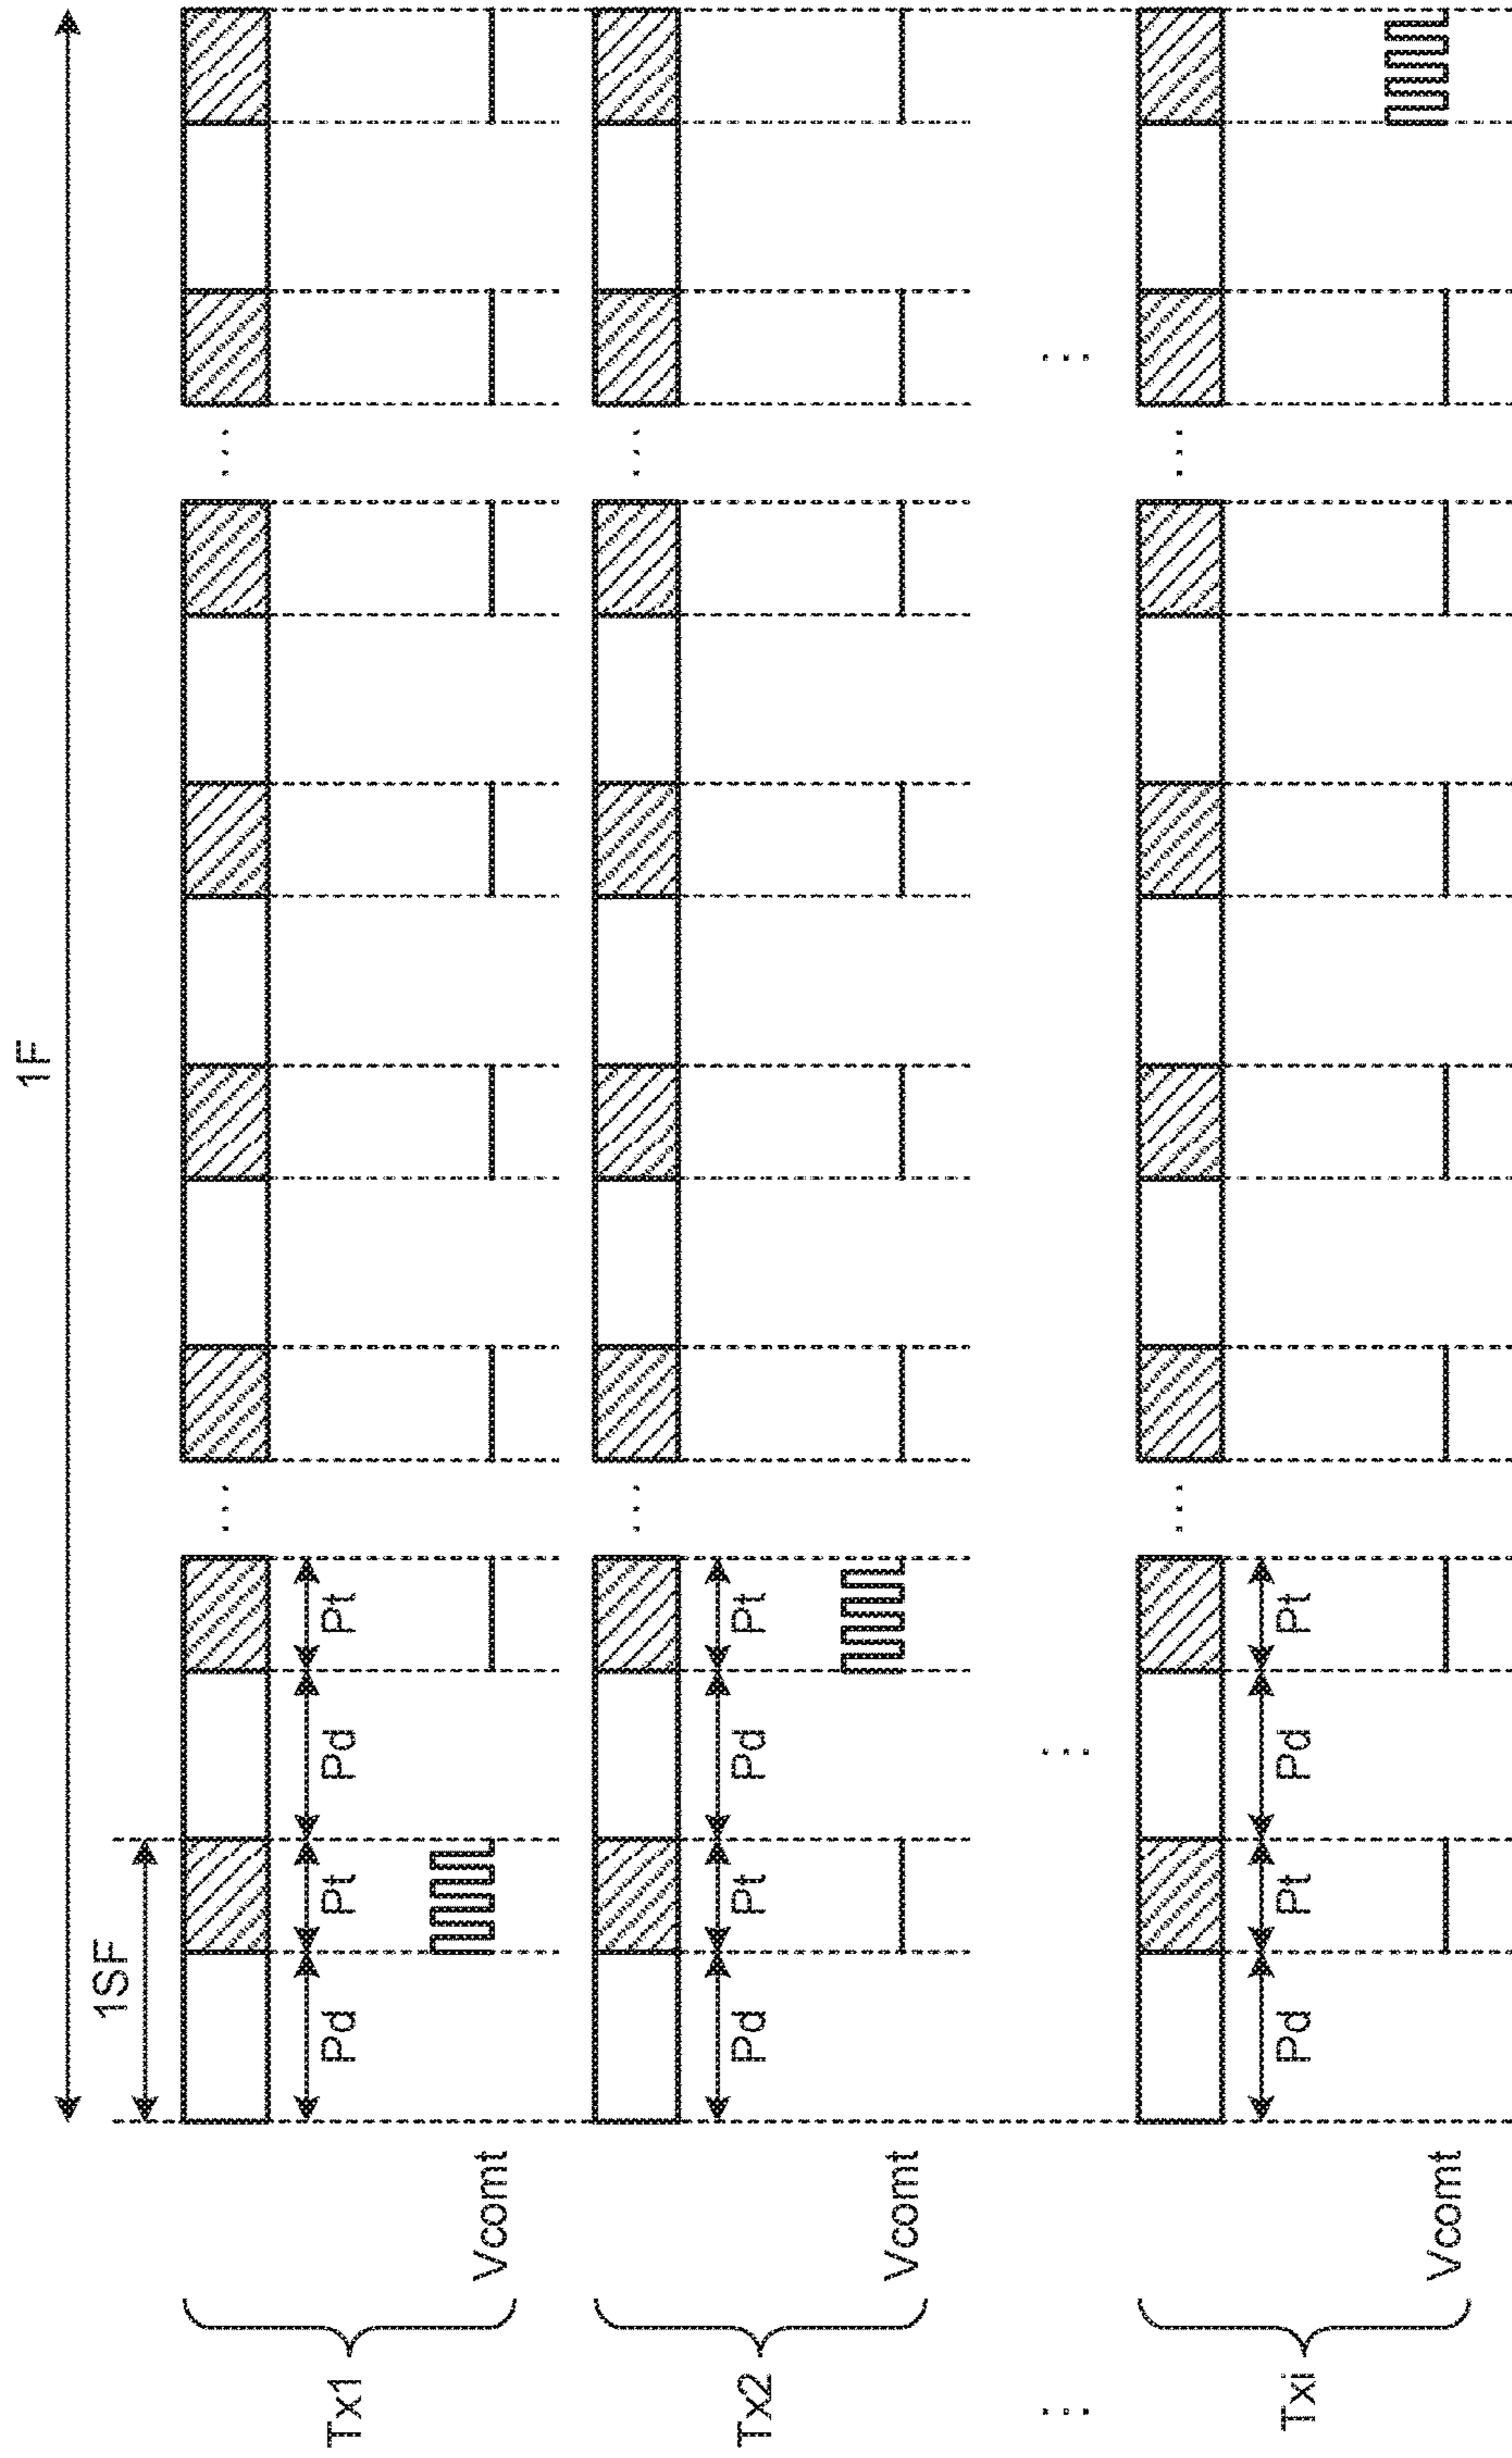 1F
1SF
Tx1
Pd
Pt
Pd
Pt
...
...
Vcomt
Tx2
Pd
Pt
Pd
Pt
...
...
Vcomt
...
...
...
Txi
Pd
Pt
Pd
Pt
...
...
Vcomt